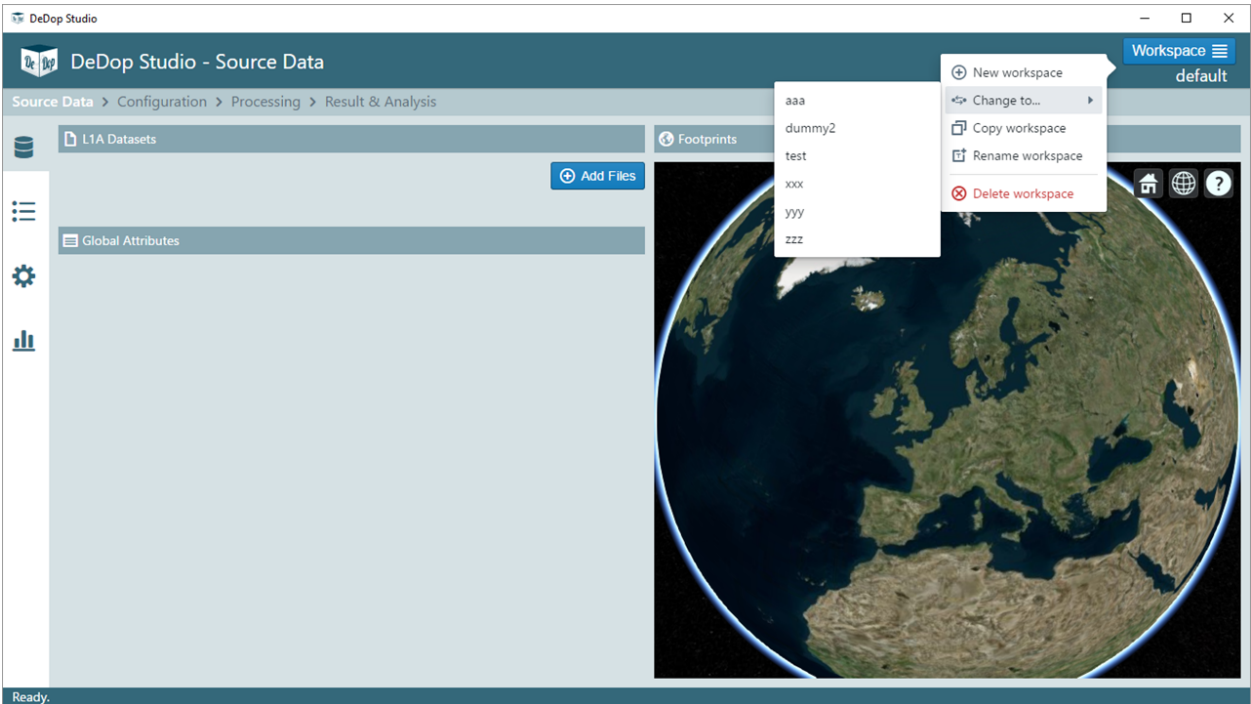 DeDop Studio
De Dop
DeDop Studio - Source Data
Workspace
default
Source Data > Configuration > Processing > Result & Analysis
New workspace
Change to...
Copy workspace
Rename workspace
Delete workspace
aaa
dummy2
test
xxx
yyy
zzz
L1A Datasets
Add Files
Global Attributes
Footprints
?
Ready.